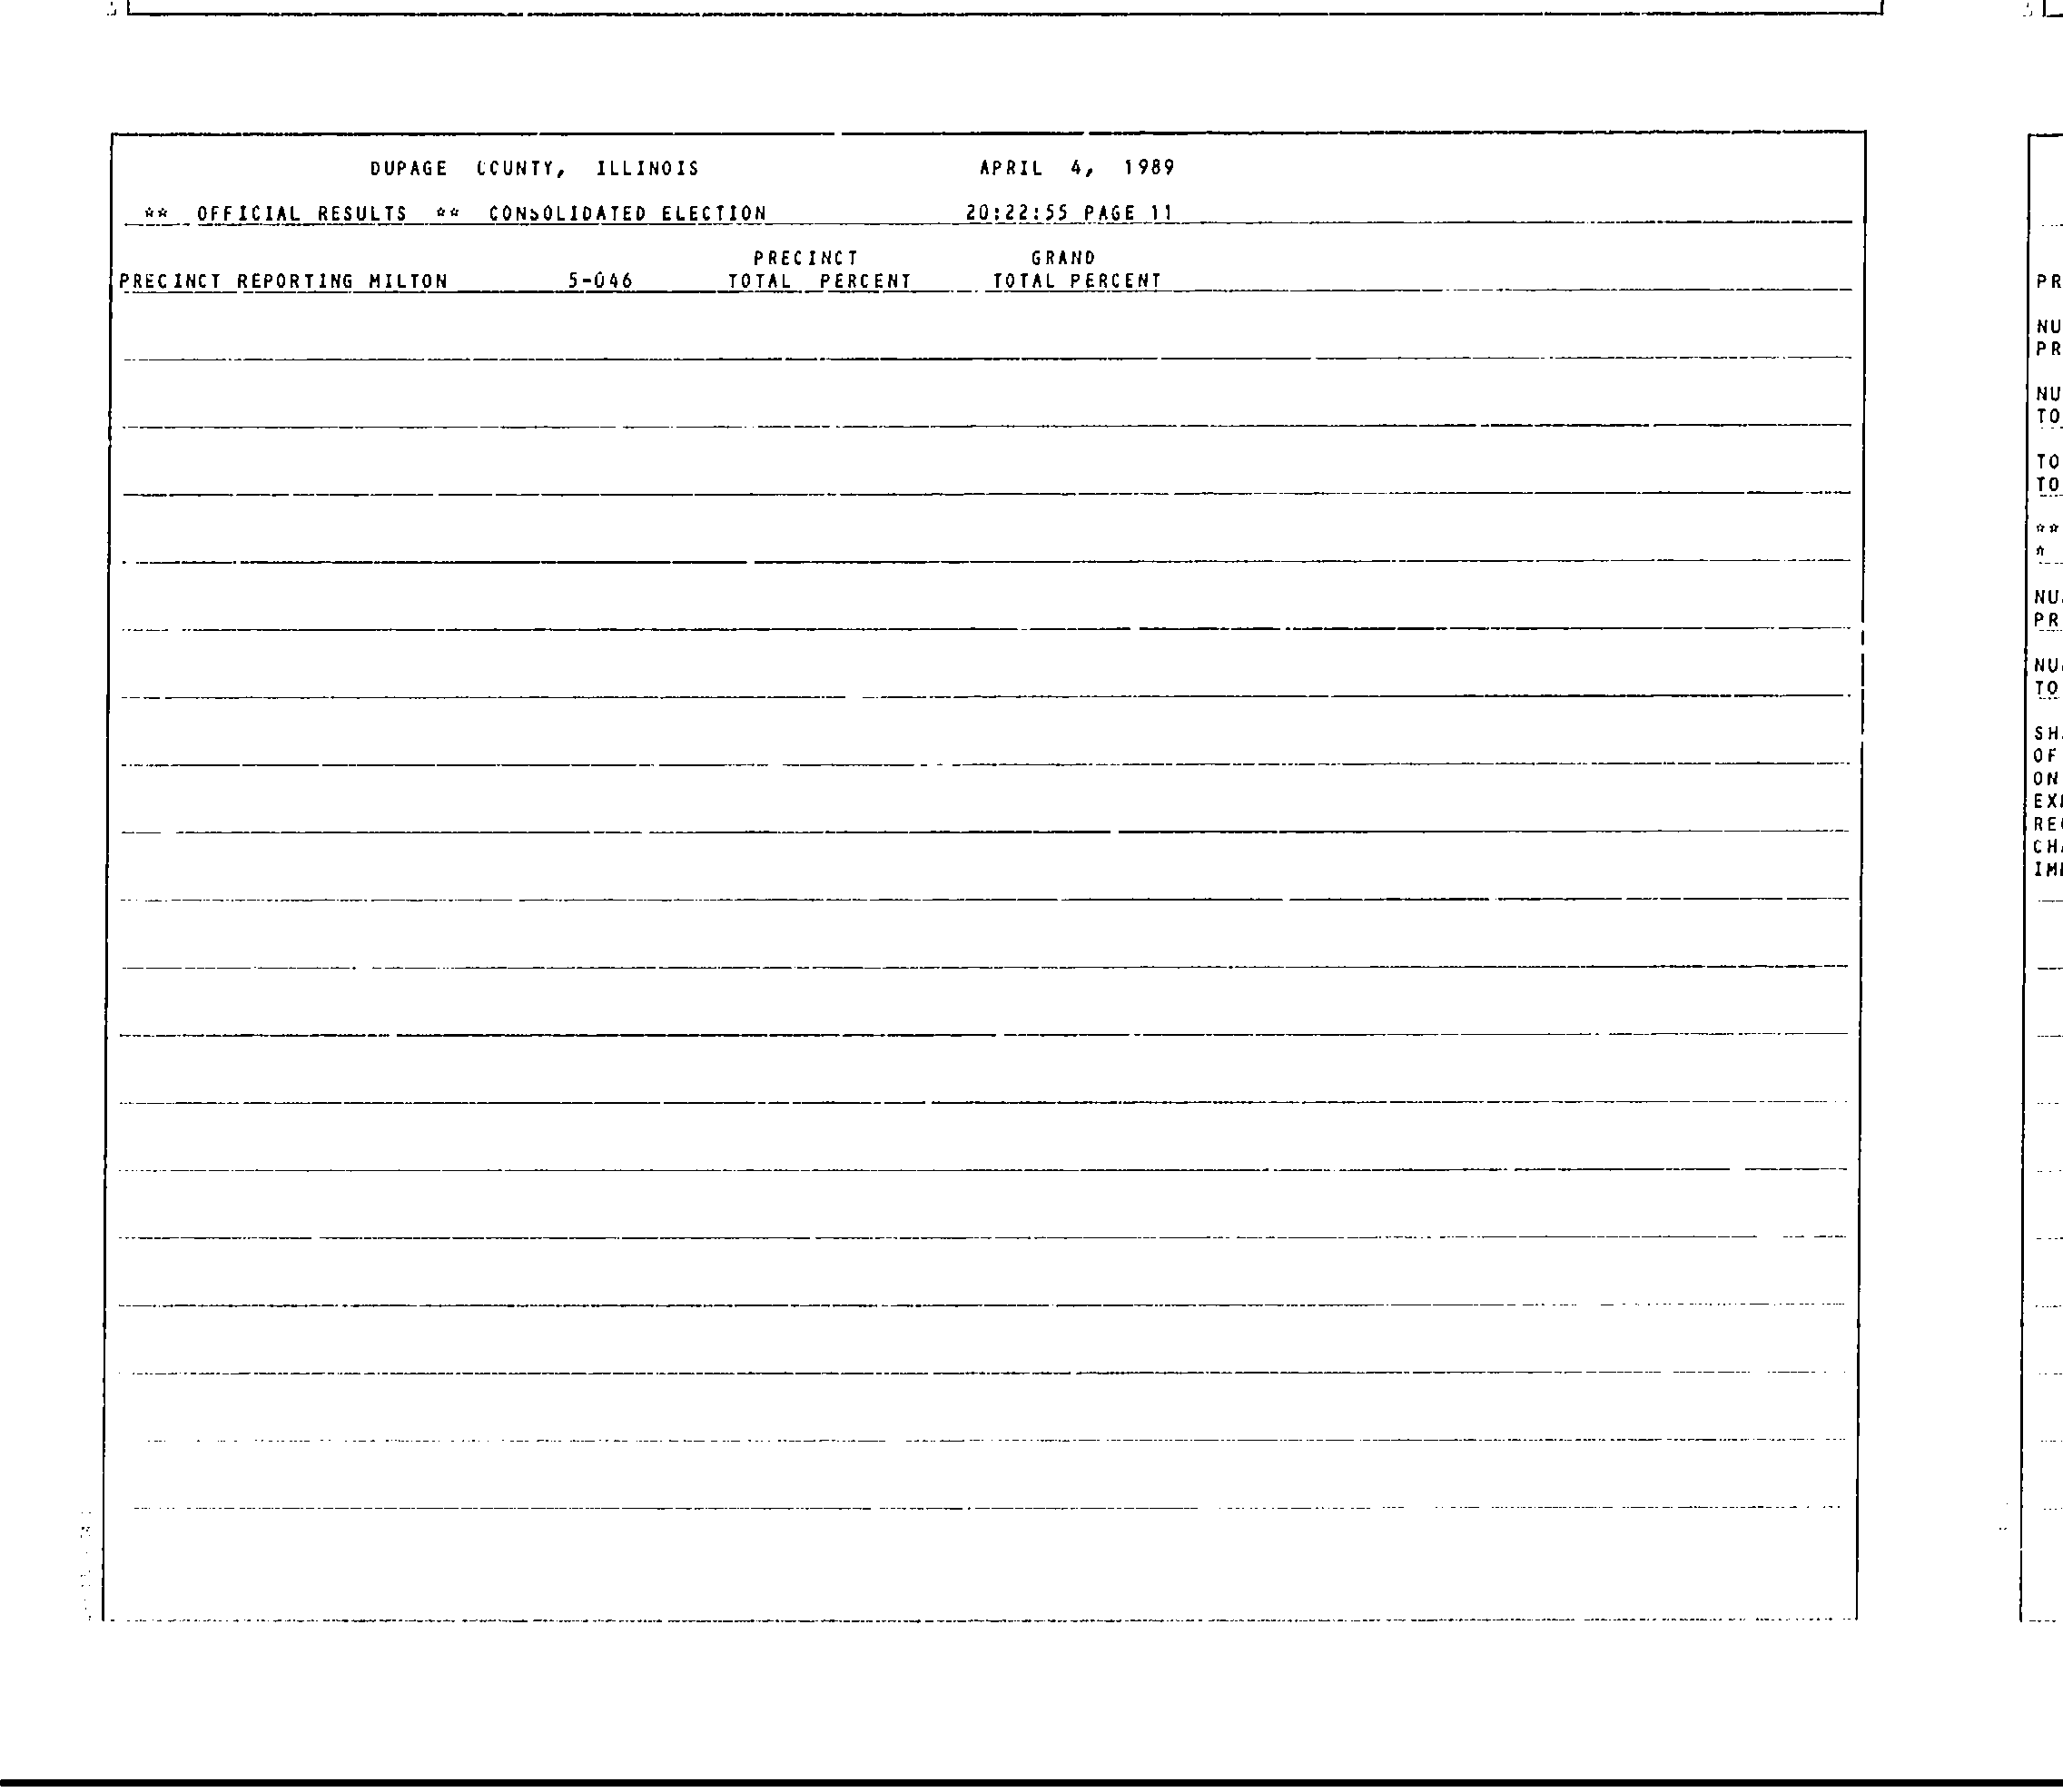 DUPAGE CCUNTY, ILLINOIS APRIL 4, 1989
** OFFICIAL RESULTS ** CONSOLIDATED ELECTION 20:22:55 PAGE 11
PRECINCT GRAND
PRECINCT REPORTING MILTON 5-046 TOTAL PERCENT TOTAL PERCENT
PR
NU
PR
NU
TO
TO
TO
**
*
NU
PR
NU
TO
SH
OF
ON
EX
RE
CH
IM